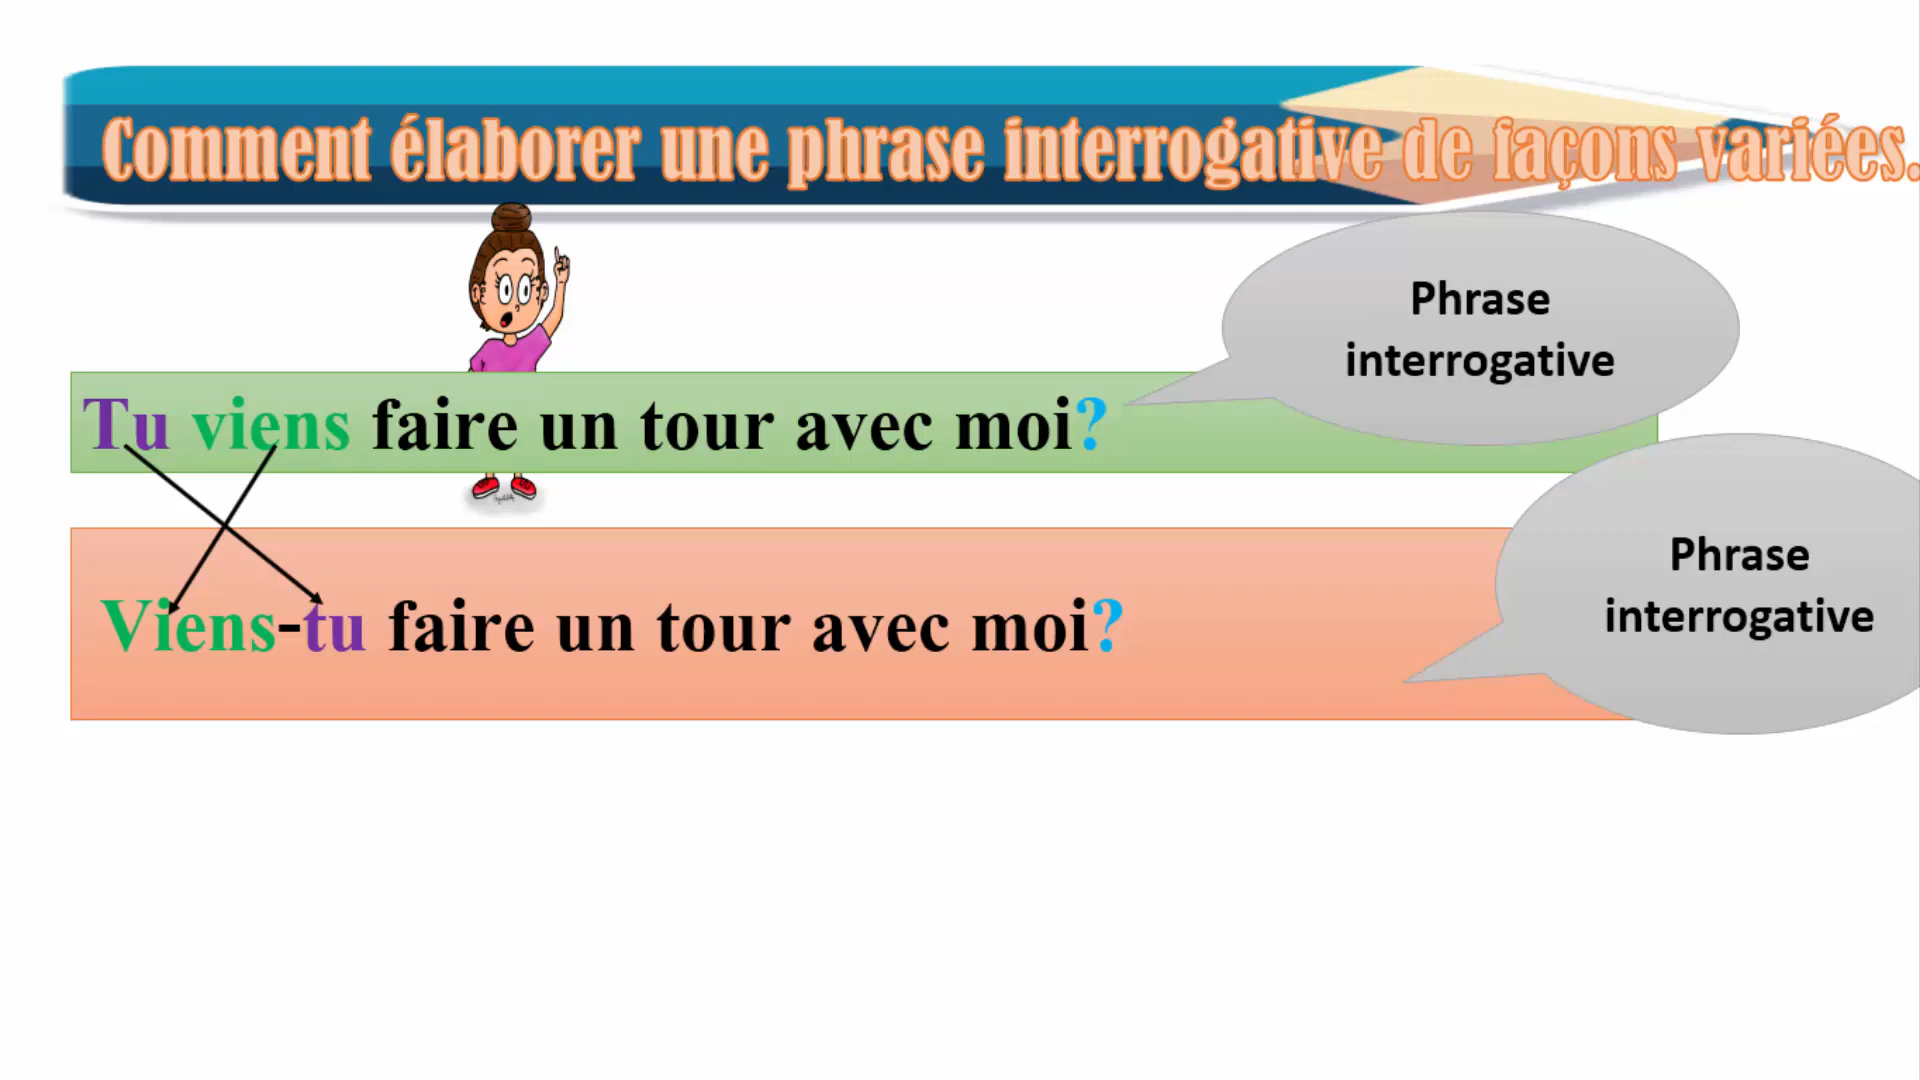 Comment élaborer une phrase interrogative de façons variées.
Phrase
interrogative
Tu viens faire un tour avec moi?
Phrase
interrogative
Viens-tu faire un tour avec moi?